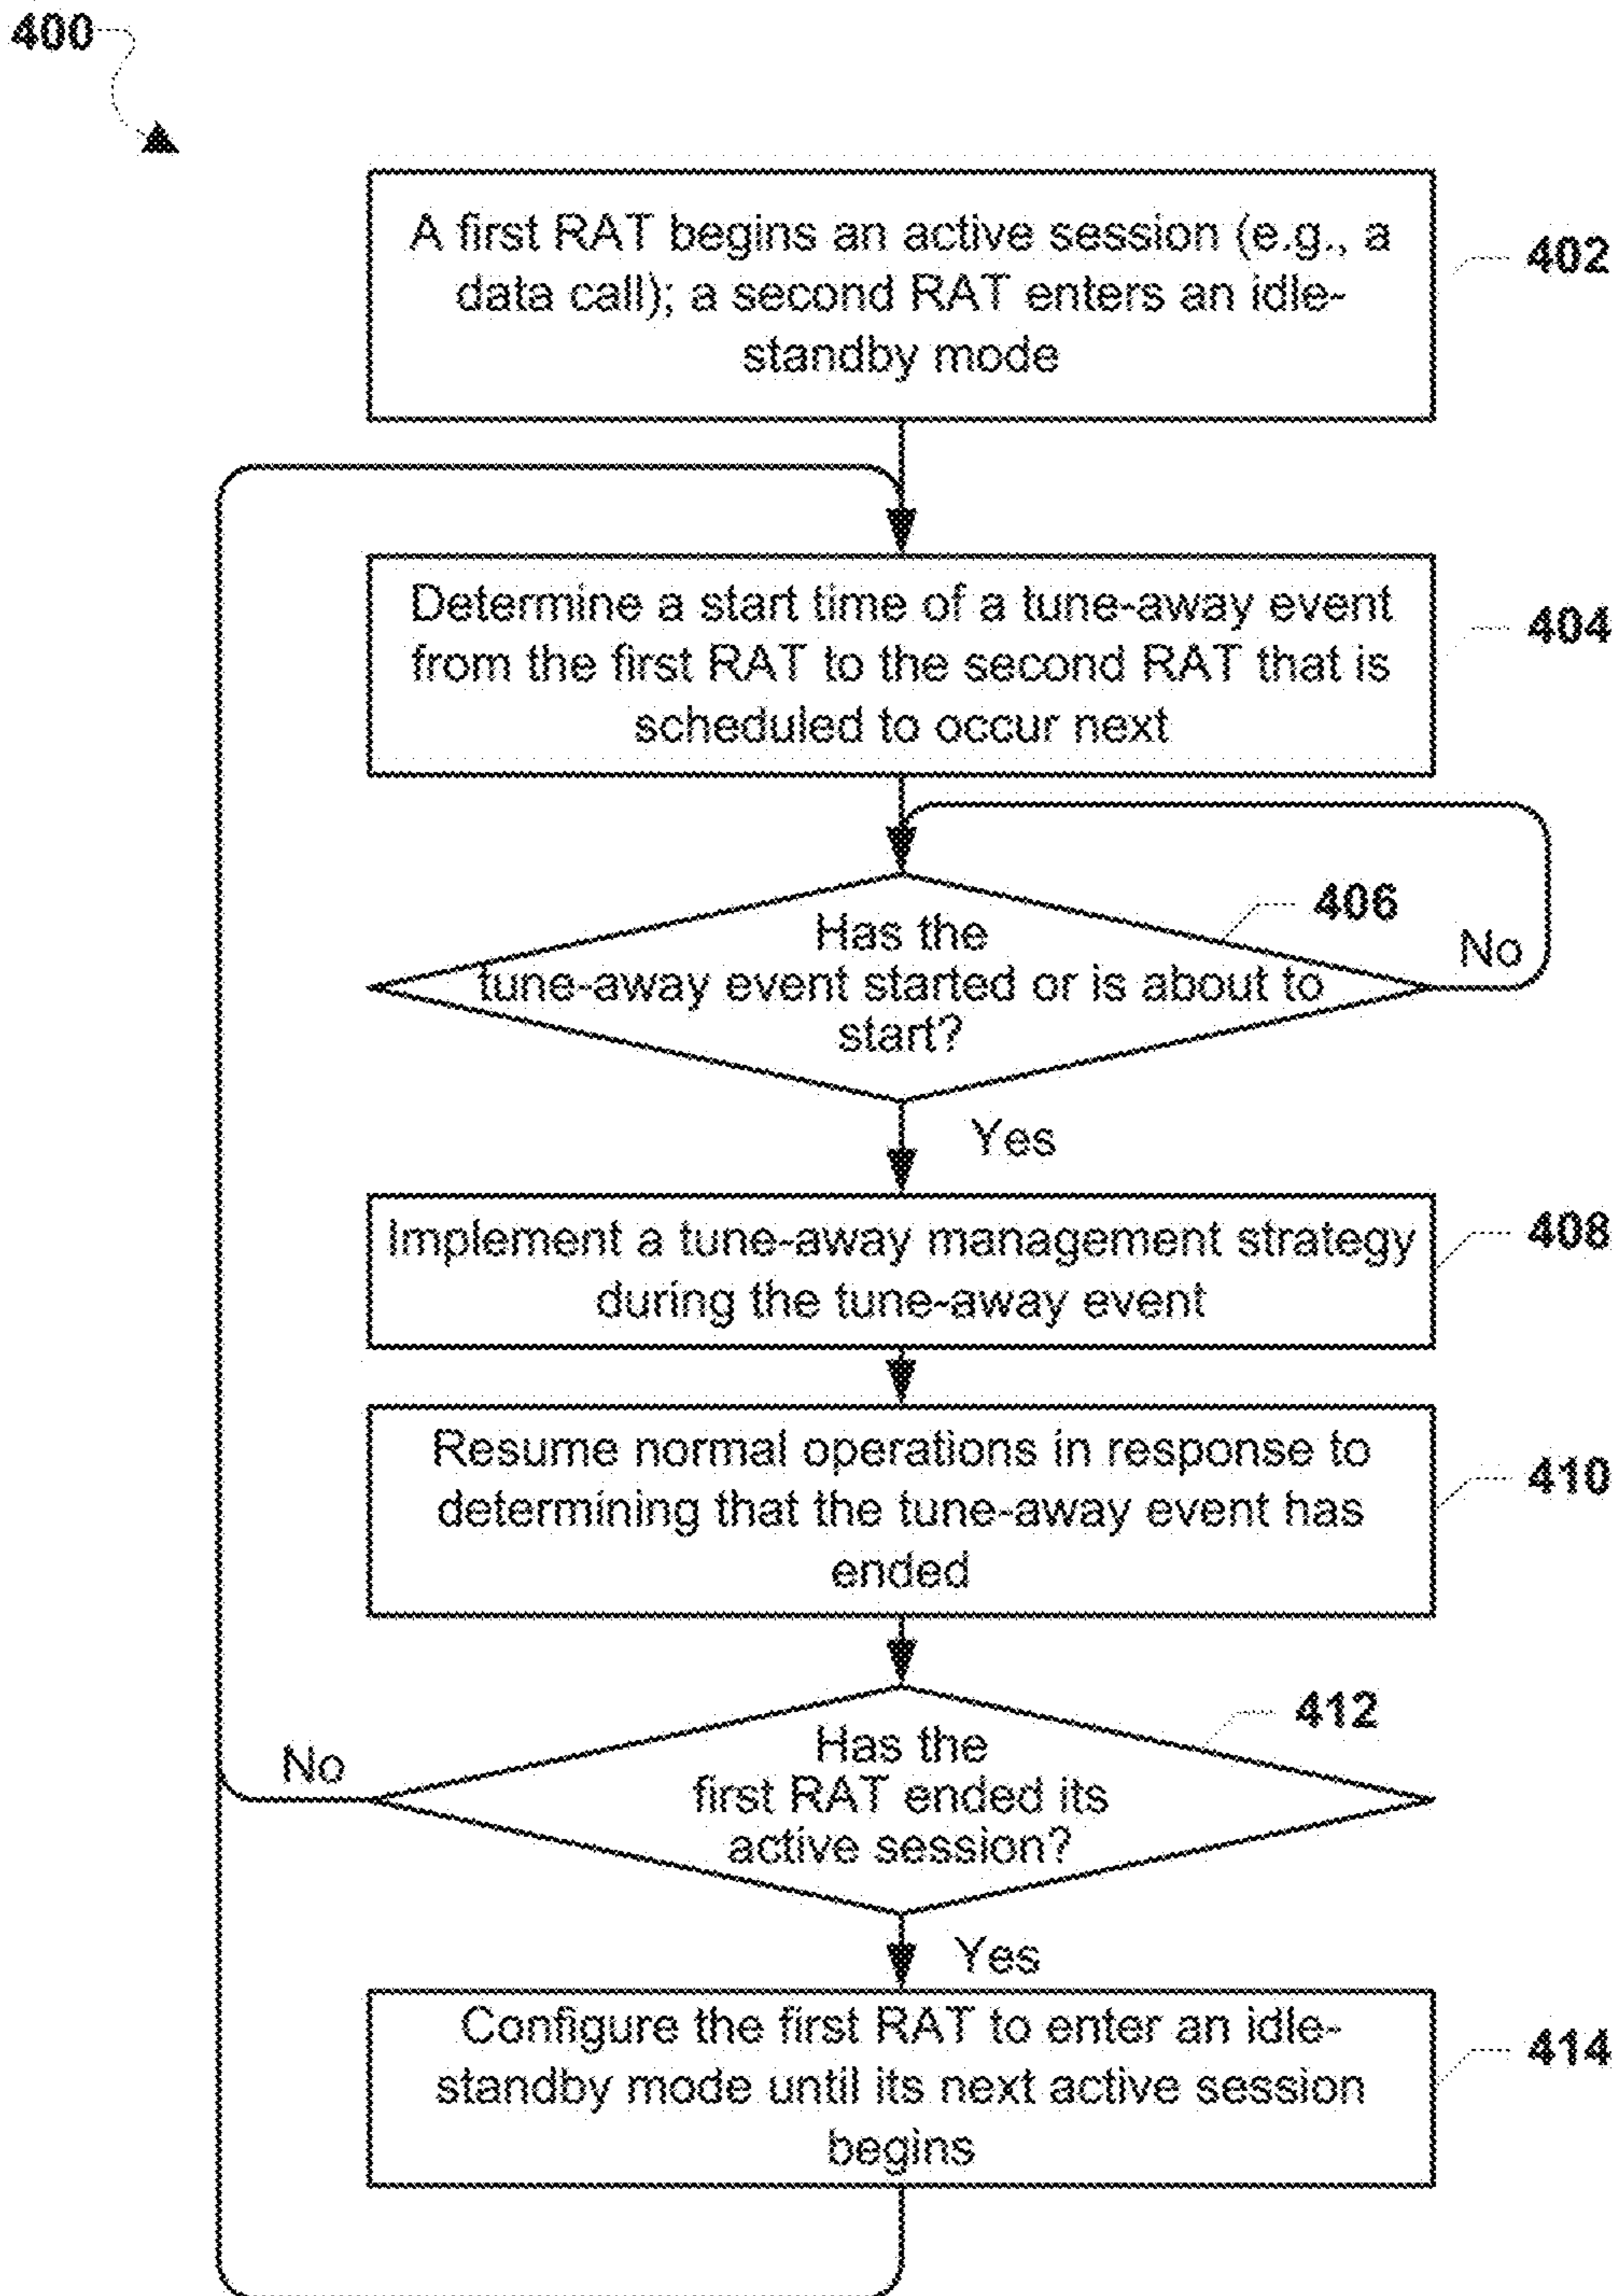 400
A first RAT begins an active session (e.g., a
data call); a second RAT enters an idle-
standby mode
402
Determine a start time of a tune-away event
from the first RAT to the second RAT that is
scheduled to occur next
404
406
Has the
tune-away event started or is about to
start?
No
Yes
Implement a tune-away management strategy
during the tune-away event
408
Resume normal operations in response to
determining that the tune-away event has
ended
410
412
Has the
first RAT ended its
active session?
No
Yes
Configure the first RAT to enter an idle-
standby mode until its next active session
begins
414